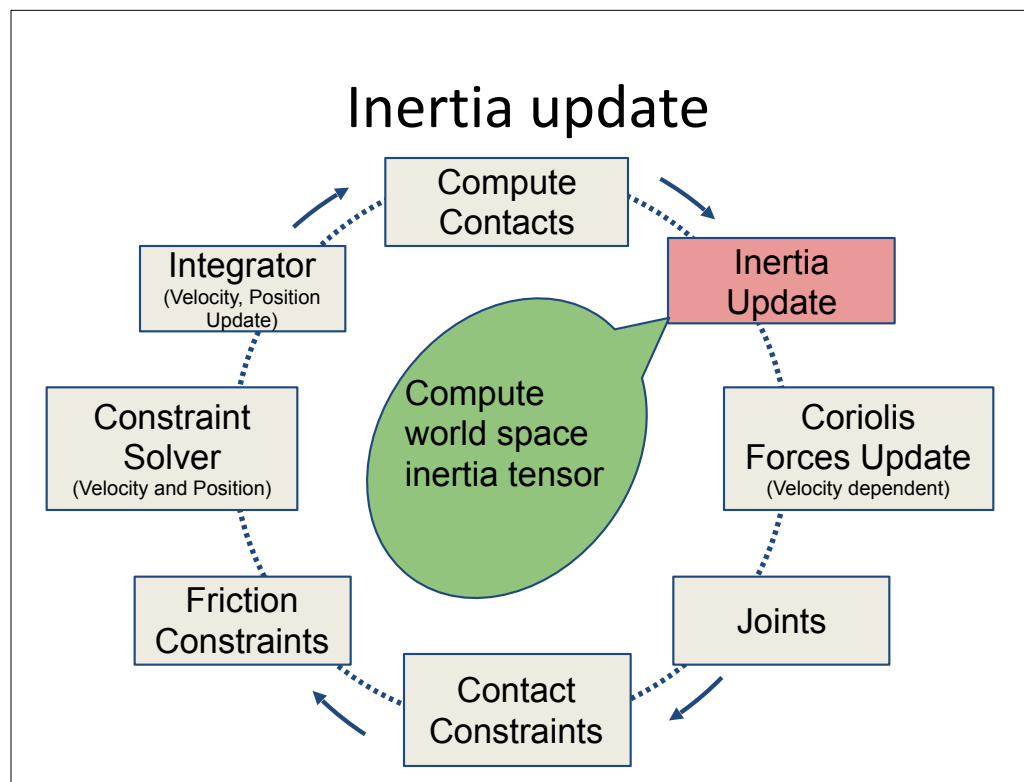 Inertia update
Compute
Contacts
Inertia
Update
Coriolis
Forces Update
(Velocity dependent)
Joints
Contact
Constraints
Friction
Constraints
Constraint
Solver
(Velocity and Position)
Integrator
(Velocity, Position
Update)
Compute
world space
inertia tensor